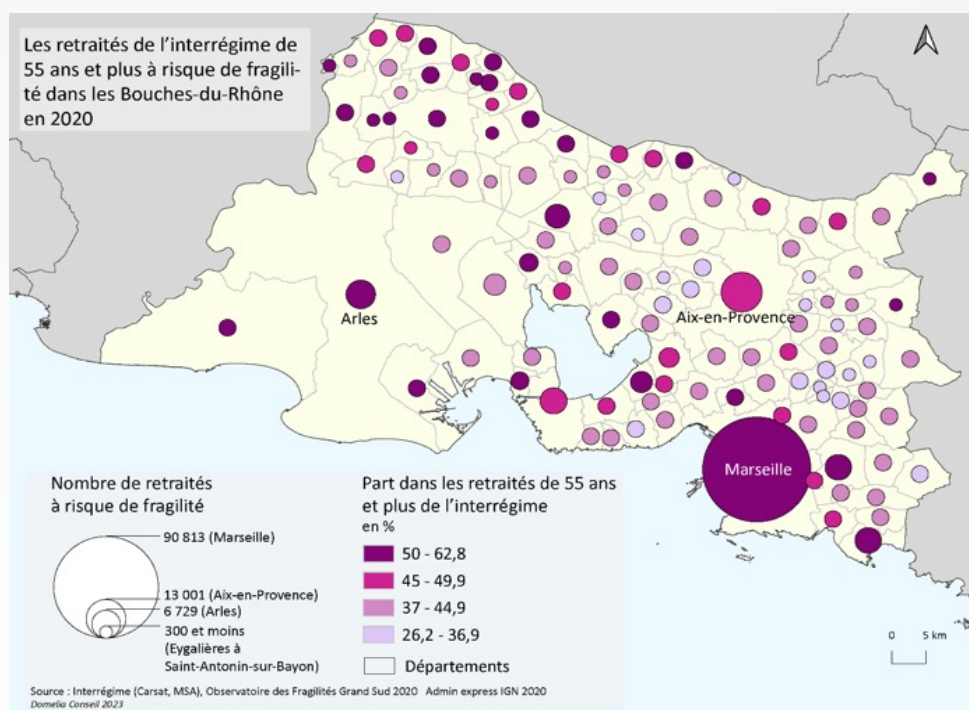 Les retraités de l'interrégime de
55 ans et plus à risque de fragili-
té dans les Bouches-du-Rhône
en 2020
Arles
Aix-en-Provence
Marseille
Nombre de retraités
à risque de fragilité
90 813 (Marseille)
13 001 (Aix-en-Provence)
6 729 (Arles)
300 et moins
(Eygalières à
Saint-Antonin-sur-Bayon)
Part dans les retraités de 55 ans
et plus de l'interrégime
en %
50 - 62,8
45 - 49,9
37 - 44,9
26,2 - 36,9
Départements
0 5 km
Source : Interrégime (Carsat, MSA), Observatoire des Fragilités Grand Sud 2020 Admin express IGN 2020
Domelia Conseil 2023